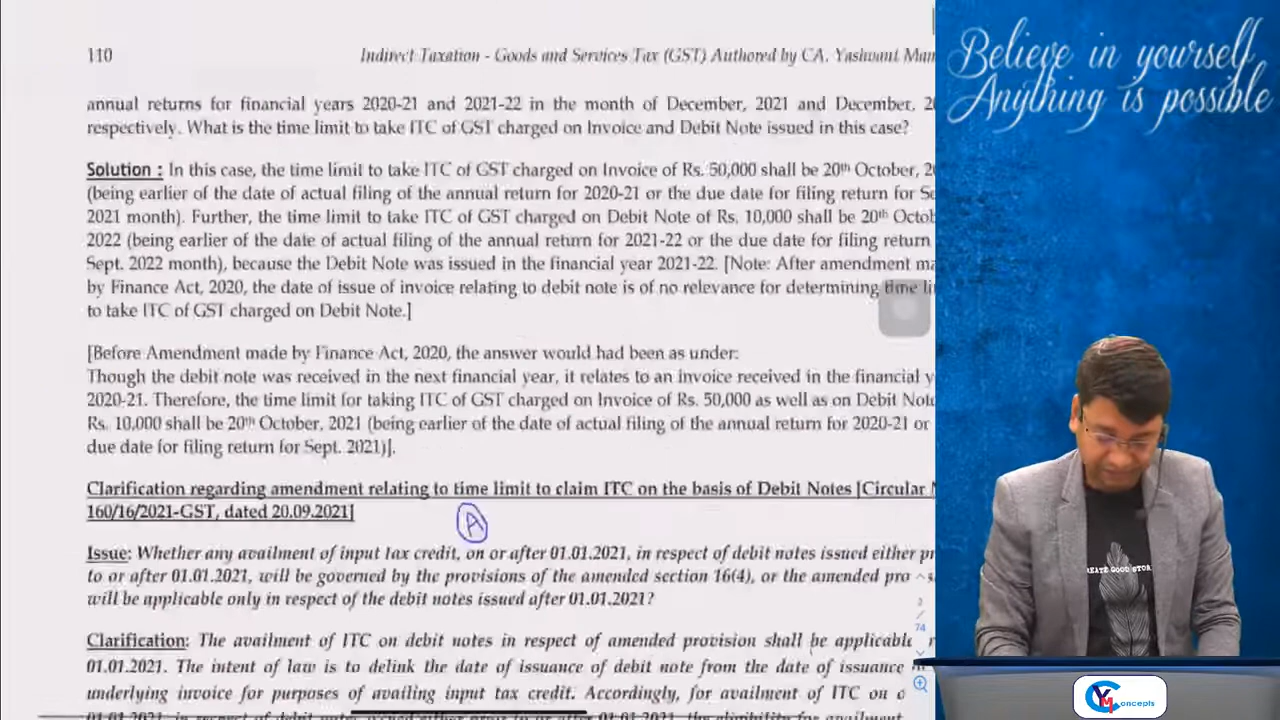 110 Indirect Taxation - Goods and Services Tax (GST) Authored by CA. Yashwant
annual returns for financial years 2020-21 and 2021-22 in the month of December, 2021 and December,
respectively. What is the time limit to take ITC of GST charged on Invoice and Debit Note issued in this case?
Solution : In this case, the time limit to take ITC of GST charged on Invoice of Rs. 50,000 shall be 20th October,
(being earlier of the date of actual filing of the annual return for 2020-21 or the due date for filing return for
2021 month). Further, the time limit to take ITC of GST charged on Debit Note of Rs. 10,000 shall be 20th
2022 (being earlier of the date of actual filing of the annual return for 2021-22 or the due date for filing return
Sept. 2022 month), because the Debit Note was issued in the financial year 2021-22. [Note: After amendment
by Finance Act, 2020, the date of issue of invoice relating to debit note is of no relevance for determining time
to take ITC of GST charged on Debit Note.]
[Before Amendment made by Finance Act, 2020, the answer would had been as under:
Though the debit note was received in the next financial year, it relates to an invoice received in the financial
2020-21. Therefore, the time limit for taking ITC of GST charged on Invoice of Rs. 50,000 as well as on Debit
Rs. 10,000 shall be 20th October, 2021 (being earlier of the date of actual filing of the annual return for 2020-21 or
due date for filing return for Sept. 2021)].
Clarification regarding amendment relating to time limit to claim ITC on the basis of Debit Notes [Circular
160/16/2021-GST, dated 20.09.2021]
A
Issue: Whether any availment of input tax credit, on or after 01.01.2021, in respect of debit notes issued either
to or after 01.01.2021, will be governed by the provisions of the amended section 16(4), or the amended
will be applicable only in respect of the debit notes issued after 01.01.2021?
Clarification: The availment of ITC on debit notes in respect of amended provision shall be applicable
01.01.2021. The intent of law is to delink the date of issuance of debit note from the date of issuance
underlying invoice for purposes of availing input tax credit. Accordingly, for availment of ITC on
74
Believe in yourself
Anything is possible
CREATE GOOD STOR
YM
Concepts